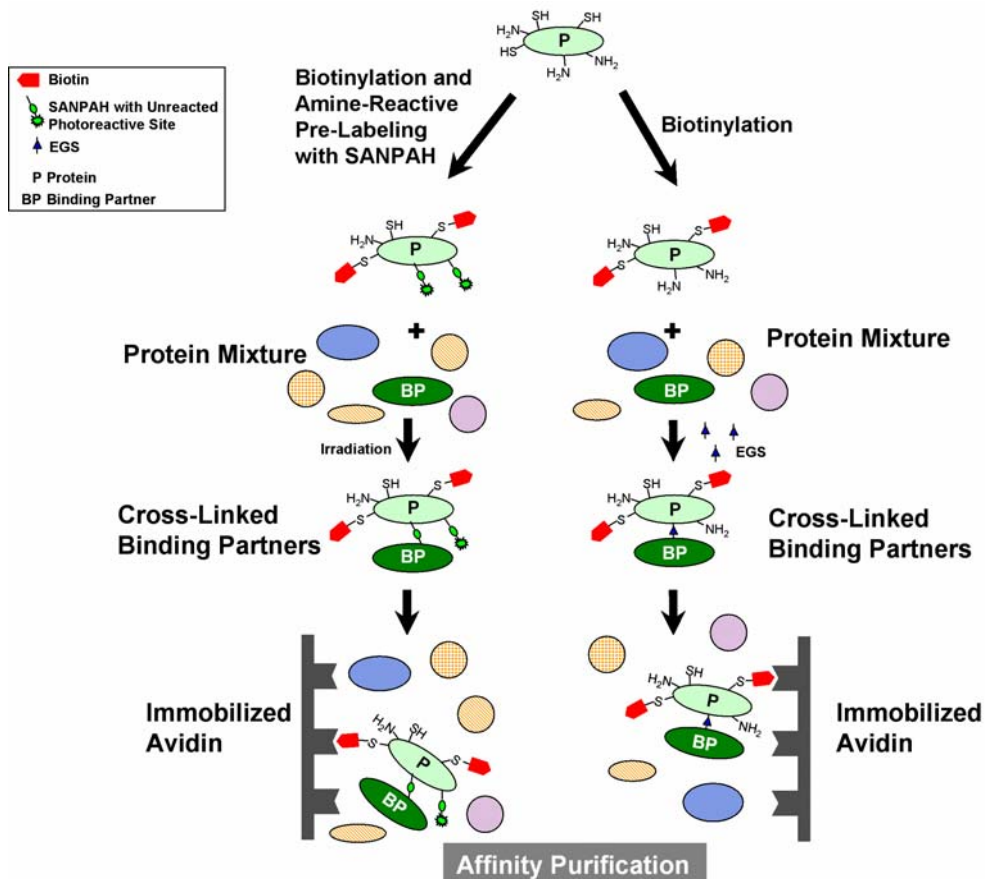 SH
SH
H₂N
P
HS
NH₂
H₂N
Biotin
SANPAH with Unreacted
Photoreactive Site
EGS
P Protein
BP Binding Partner
Biotinylation and
Amine-Reactive
Pre-Labeling
with SANPAH
Biotinylation
SH
S
H₂N
P
S
SH
S
H₂N
P
S
H₂N
NH₂
+
+
Protein Mixture
BP
Protein Mixture
BP
Irradiation
EGS
SH
S
H₂N
P
S
BP
SH
S
H₂N
P
S
NH₂
BP
Cross-Linked
Binding Partners
Cross-Linked
Binding Partners
Immobilized
Avidin
H₂N
SH
S
P
S
BP
SH
H₂N
S
P
S
NH₂
BP
Immobilized
Avidin
Affinity Purification